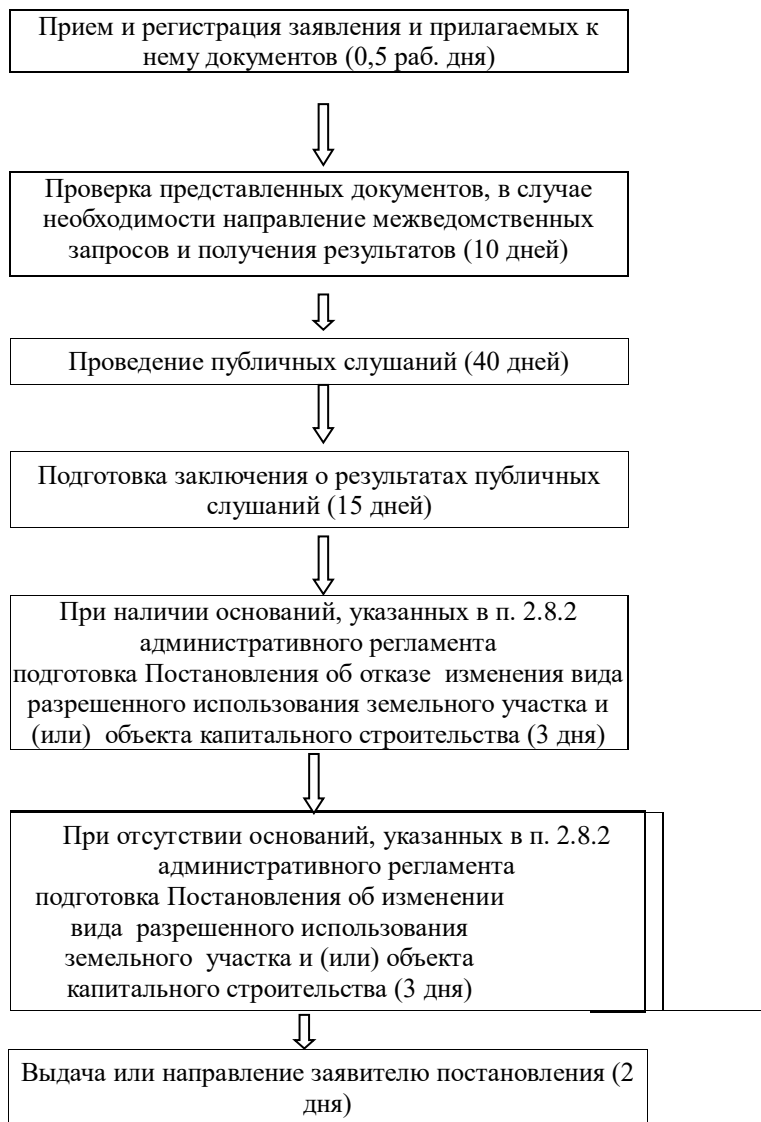 Прием и регистрация заявления и прилагаемых к
нему документов (0,5 раб. дня)
Проверка представленных документов, в случае
необходимости направление межведомственных
запросов и получения результатов (10 дней)
Проведение публичных слушаний (40 дней)
Подготовка заключения о результатах публичных
слушаний (15 дней)
При наличии оснований, указанных в п. 2.8.2
административного регламента
подготовка Постановления об отказе изменения вида
разрешенного использования земельного участка и
(или) объекта капитального строительства (3 дня)
При отсутствии оснований, указанных в п. 2.8.2
административного регламента
подготовка Постановления об изменении
вида разрешенного использования
земельного участка и (или) объекта
капитального строительства (3 дня)
Выдача или направление заявителю постановления (2
дня)